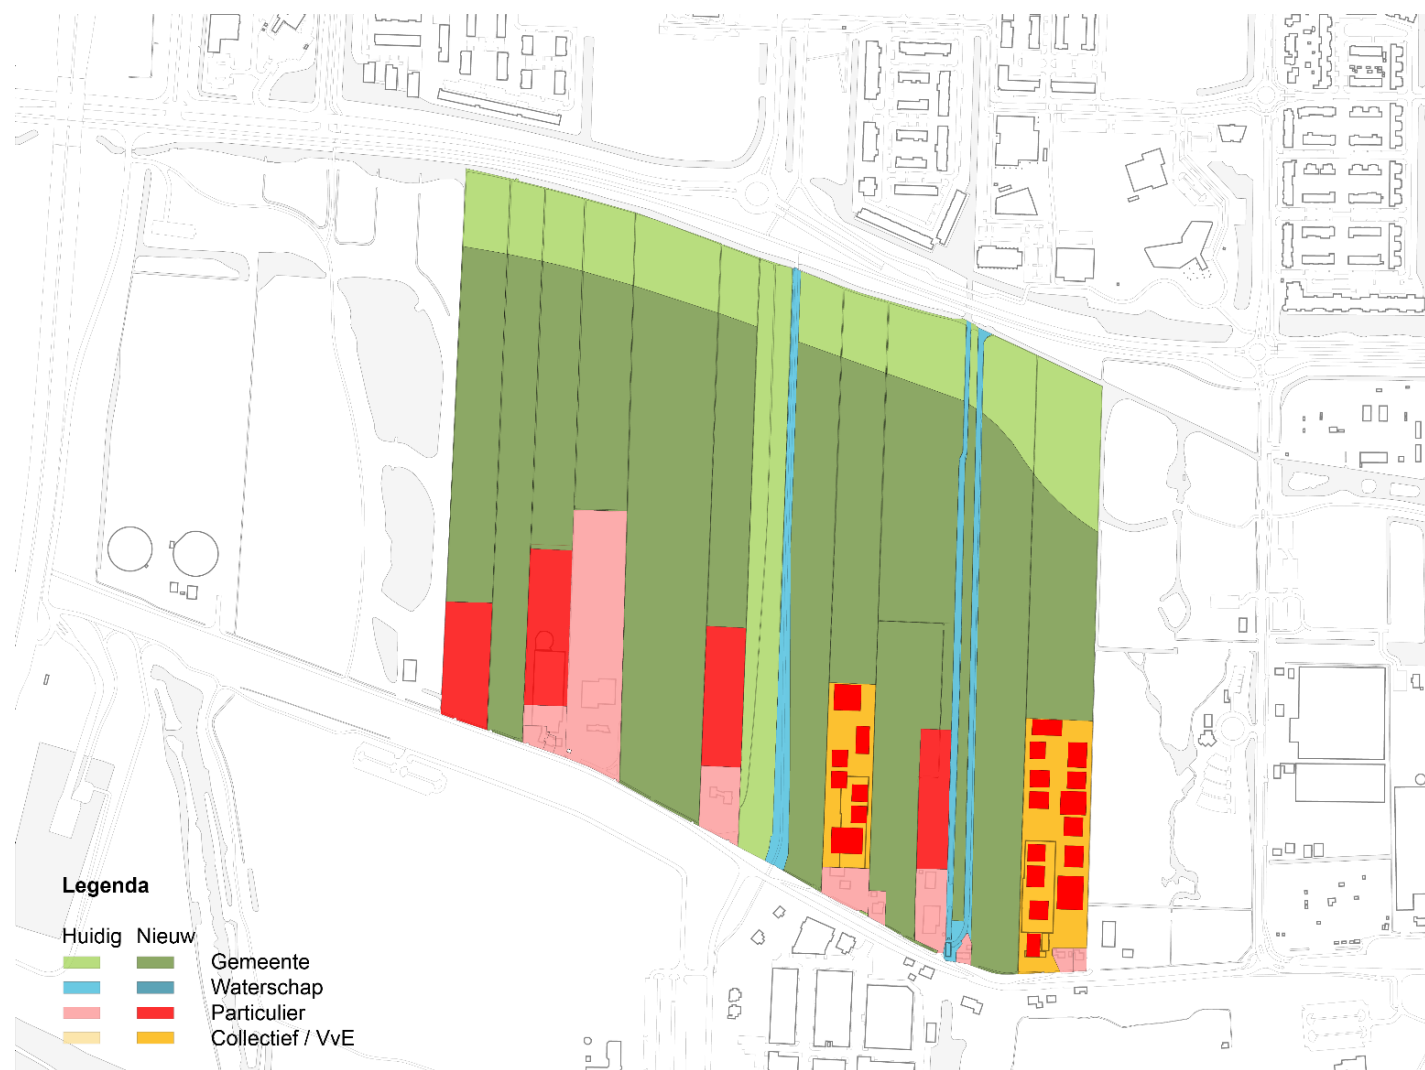 Legenda
Huidig Nieuw
Gemeente
Waterschap
Particulier
Collectief / VvE